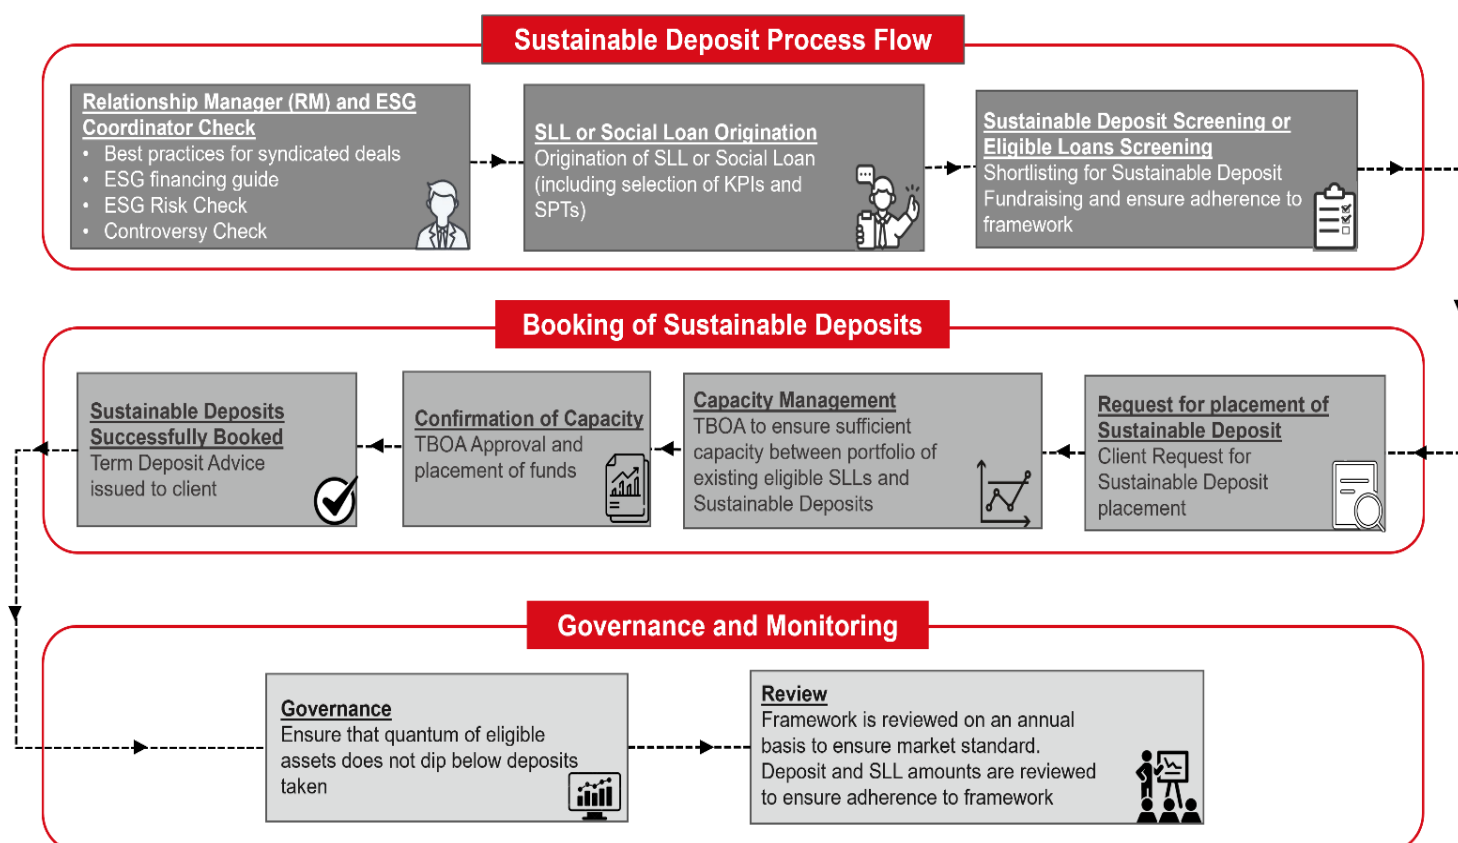 Sustainable Deposit Process Flow
Relationship Manager (RM) and ESG
Coordinator Check
• Best practices for syndicated deals
• ESG financing guide
• ESG Risk Check
• Controversy Check
SLL or Social Loan Origination
Origination of SLL or Social Loan
(including selection of KPIs and
SPTs)
Sustainable Deposit Screening or
Eligible Loans Screening
Shortlisting for Sustainable Deposit
Fundraising and ensure adherence to
framework
Booking of Sustainable Deposits
Request for placement of
Sustainable Deposit
Client Request for
Sustainable Deposit
placement
Capacity Management
TBOA to ensure sufficient
capacity between portfolio of
existing eligible SLLs and
Sustainable Deposits
Confirmation of Capacity
TBOA Approval and
placement of funds
Sustainable Deposits
Successfully Booked
Term Deposit Advice
issued to client
Governance and Monitoring
Governance
Ensure that quantum of eligible
assets does not dip below deposits
taken
Review
Framework is reviewed on an annual
basis to ensure market standard.
Deposit and SLL amounts are reviewed
to ensure adherence to framework